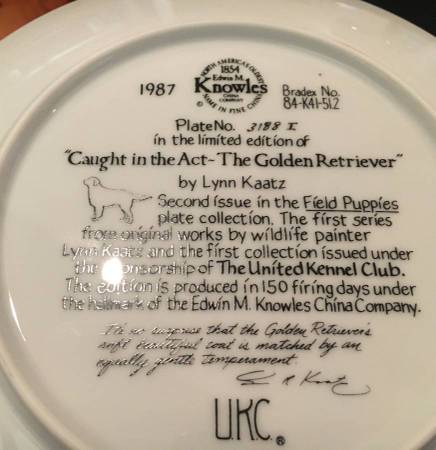 NORTH AMERICA'S OLDEST
1854
Edwin M.
Knowles
CHINA
COMPANY
NAME IN FINE CHINA
1987
Bradex No.
84-K41-51.2
Plate No. 3188 I
in the limited edition of
"Caught in the Act-The Golden Retriever"
by Lynn Kaatz
Second issue in the Field Puppies
plate collection. The first series
from original works by wildlife painter
Lynn Kaatz and the first collection issued under
the sponsorship of The United Kennel Club.
The edition is produced in 150 firing days under
the hallmark of the Edwin M. Knowles China Company.
It's no surprise that the Golden Retriever's
soft beautiful coat is matched by an
equally gentle temperament.
L R Kaatz
U.K.C.®